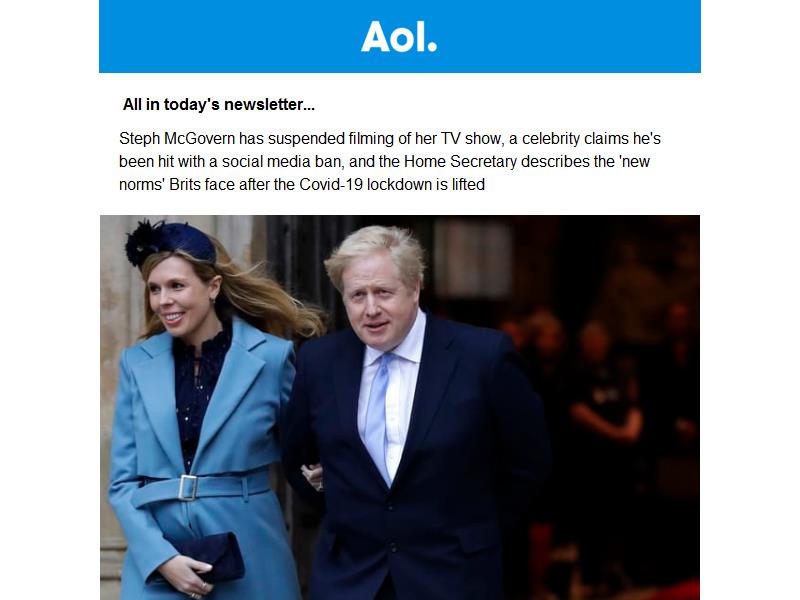 Aol.
All in today's newsletter...
Steph McGovern has suspended filming of her TV show, a celebrity claims he's
been hit with a social media ban, and the Home Secretary describes the 'new
norms' Brits face after the Covid-19 lockdown is lifted